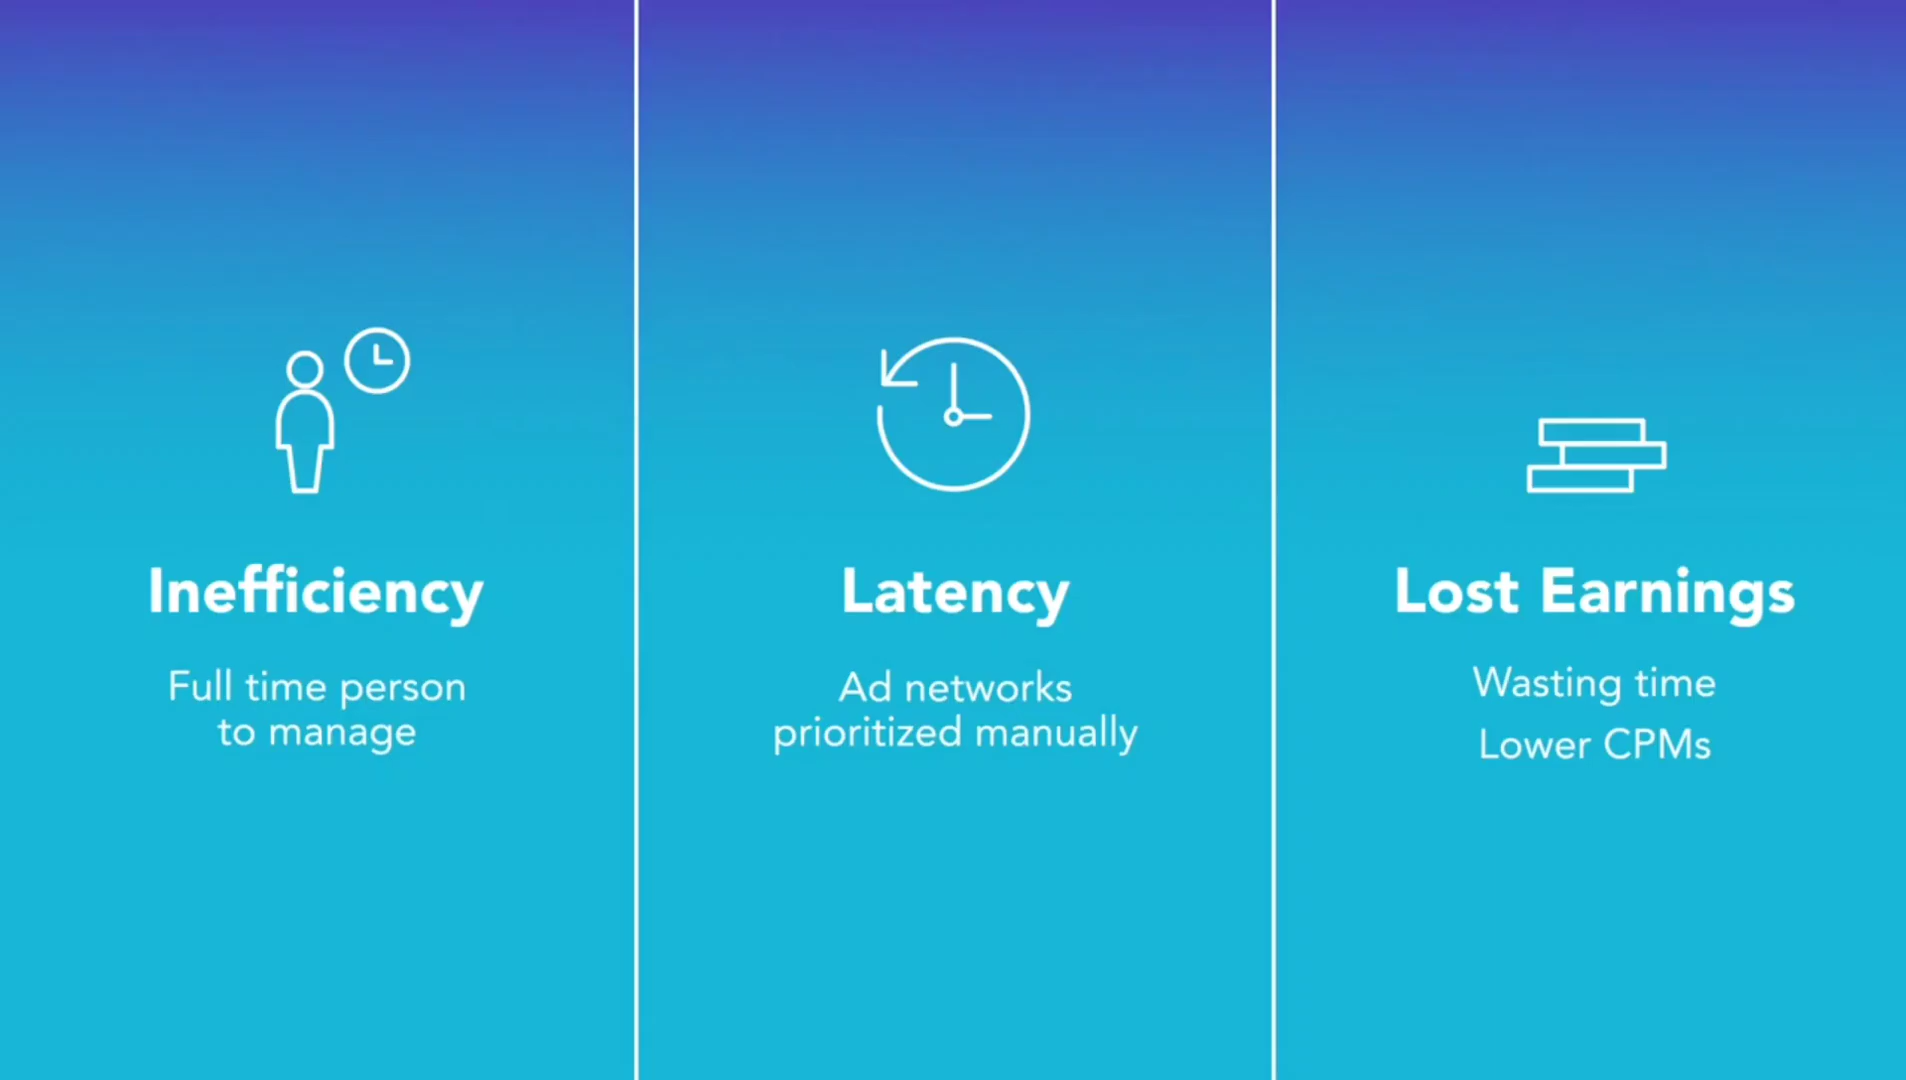 Inefficiency
Full time person
to manage
Latency
Ad networks
prioritized manually
Lost Earnings
Wasting time
Lower CPMs